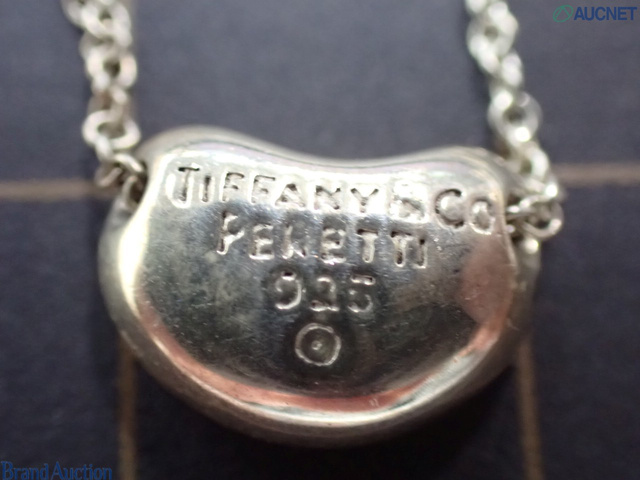 AUCNET
TIFFANY & Co
PERETTI
925
Brand Auction